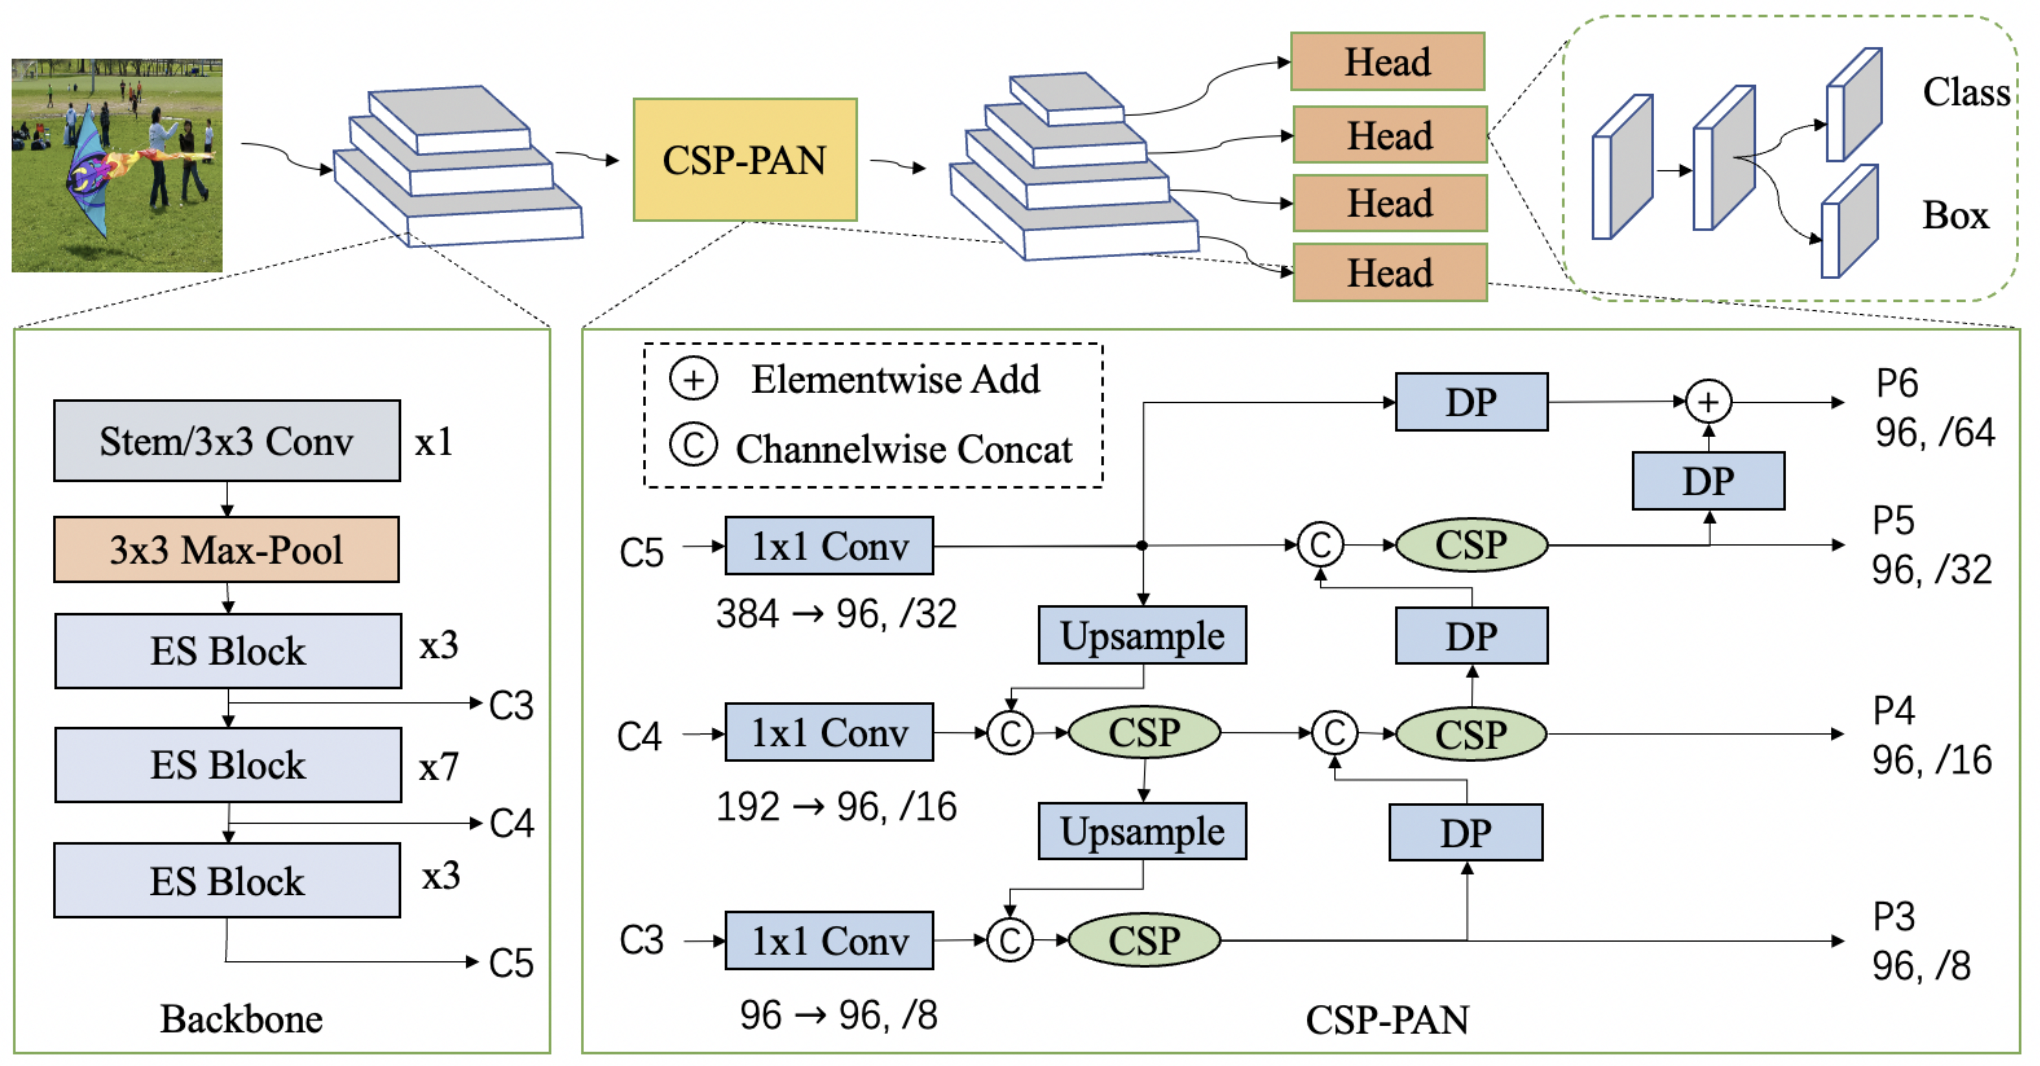 CSP-PAN
Head
Head
Head
Head
Class
Box
Stem/3x3 Conv
x1
3x3 Max-Pool
ES Block
x3
C3
ES Block
x7
C4
ES Block
x3
C5
Backbone
+ Elementwise Add
C Channelwise Concat
DP
+
P6
96, /64
DP
C5
1x1 Conv
384 → 96, /32
C
CSP
P5
96, /32
Upsample
DP
C4
1x1 Conv
192 → 96, /16
C
CSP
C
CSP
P4
96, /16
Upsample
DP
C3
1x1 Conv
96 → 96, /8
C
CSP
P3
96, /8
CSP-PAN